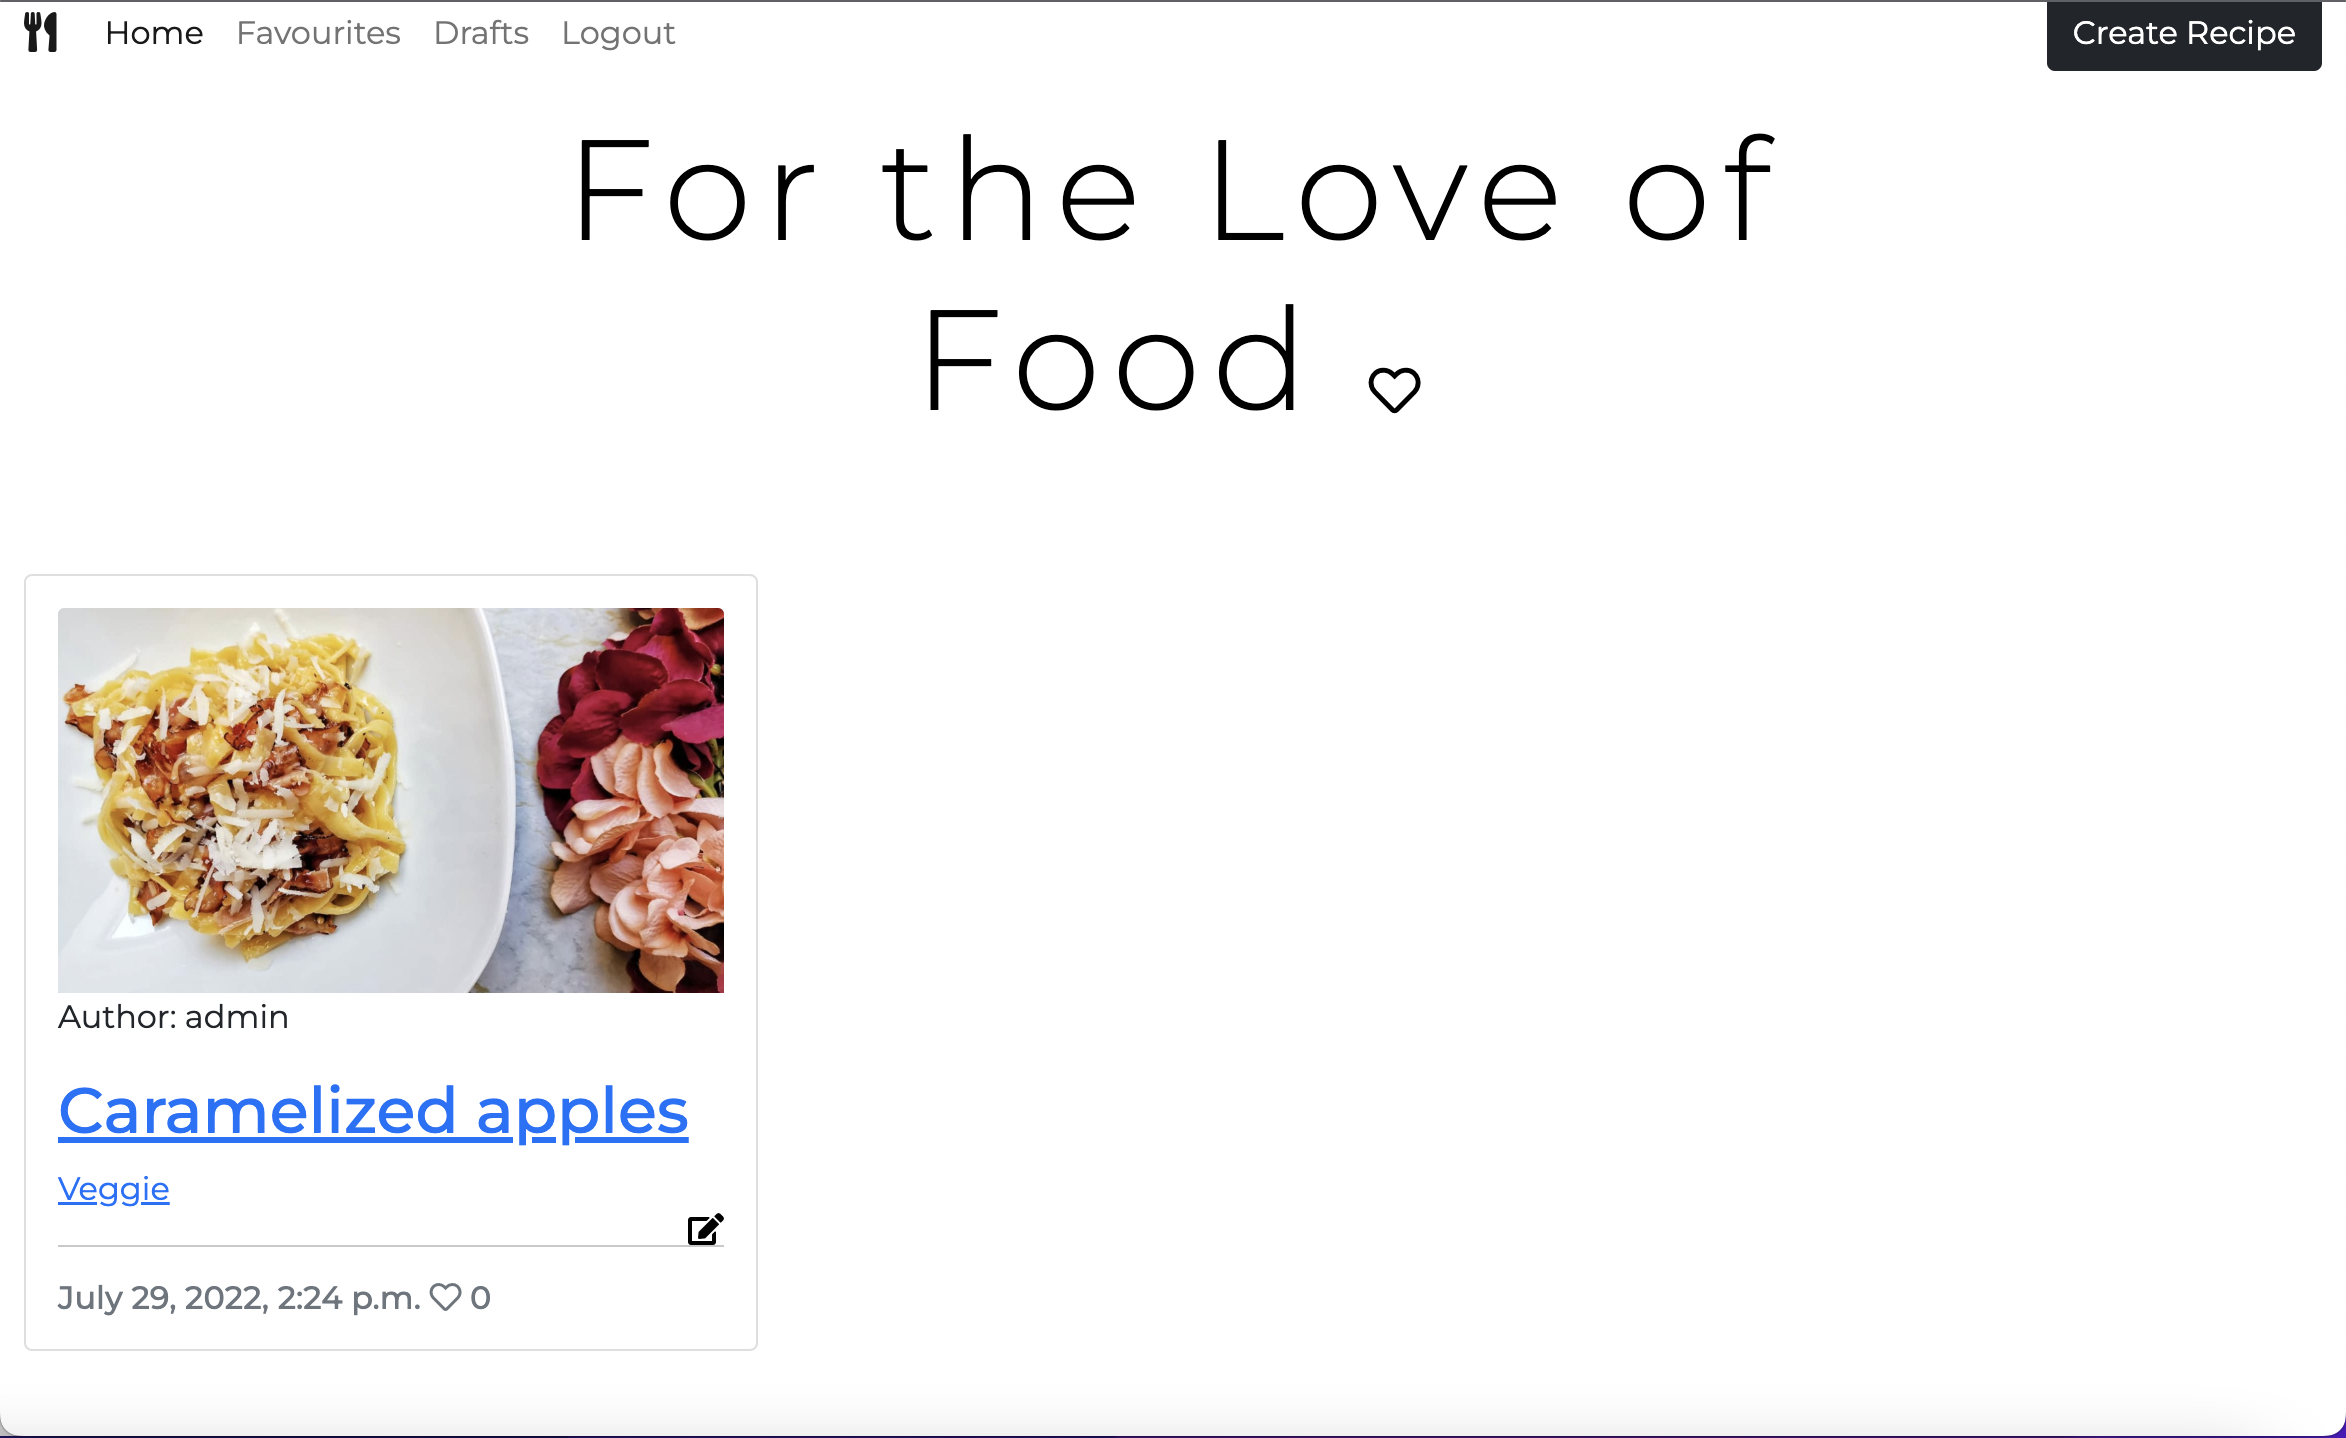 Home Favourites Drafts Logout Create Recipe
For the Love of
Food
Author: admin
Caramelized apples
Veggie
July 29, 2022, 2:24 p.m. 0